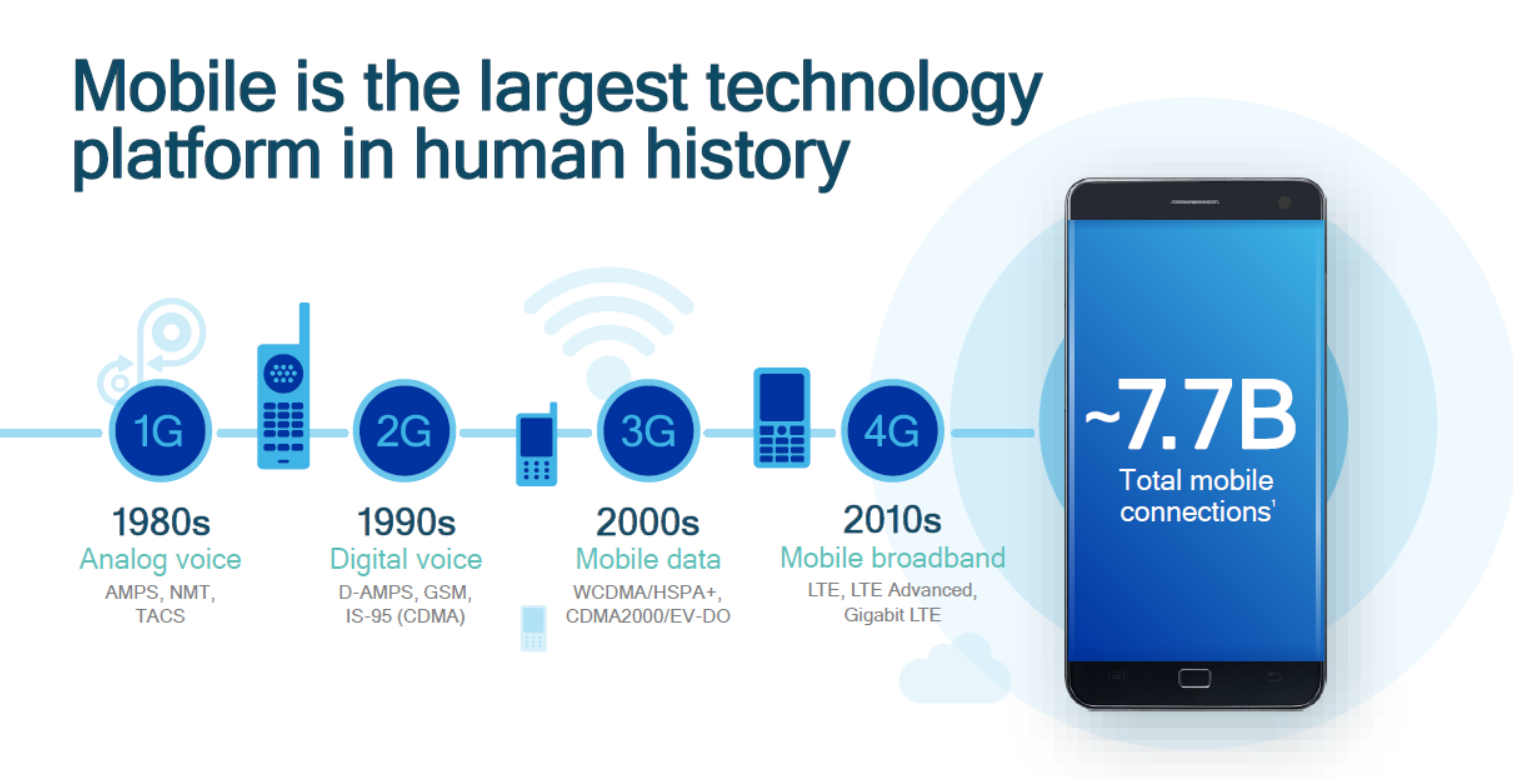 Mobile is the largest technology
platform in human history
1G
2G
3G
4G
1980s
Analog voice
AMPS, NMT,
TACS
1990s
Digital voice
D-AMPS, GSM,
IS-95 (CDMA)
2000s
Mobile data
WCDMA/HSPA+,
CDMA2000/EV-DO
2010s
Mobile broadband
LTE, LTE Advanced,
Gigabit LTE
~7.7B
Total mobile
connections¹